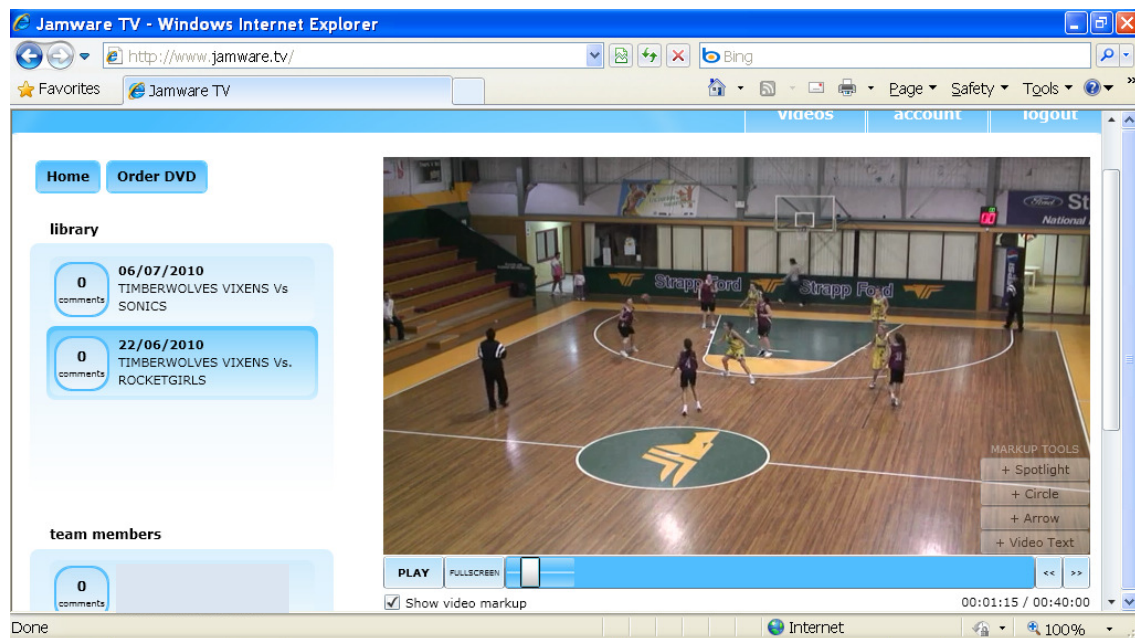 Jamware TV - Windows Internet Explorer
http://www.jamware.tv/
Bing
Favorites
Jamware TV
Page
Safety
Tools
»
videos
account
logout
Home
Order DVD
library
0
comments
06/07/2010
TIMBERWOLVES VIXENS Vs
SONICS
0
comments
22/06/2010
TIMBERWOLVES VIXENS Vs.
ROCKETGIRLS
team members
0
comments
Ford St
National
PEPSI
Strapp Ford
Strapp Ford
MARKUP TOOLS
+ Spotlight
+ Circle
+ Arrow
+ Video Text
PLAY
FULLSCREEN
<<
>>
Show video markup
00:01:15 / 00:40:00
Done
Internet
100%